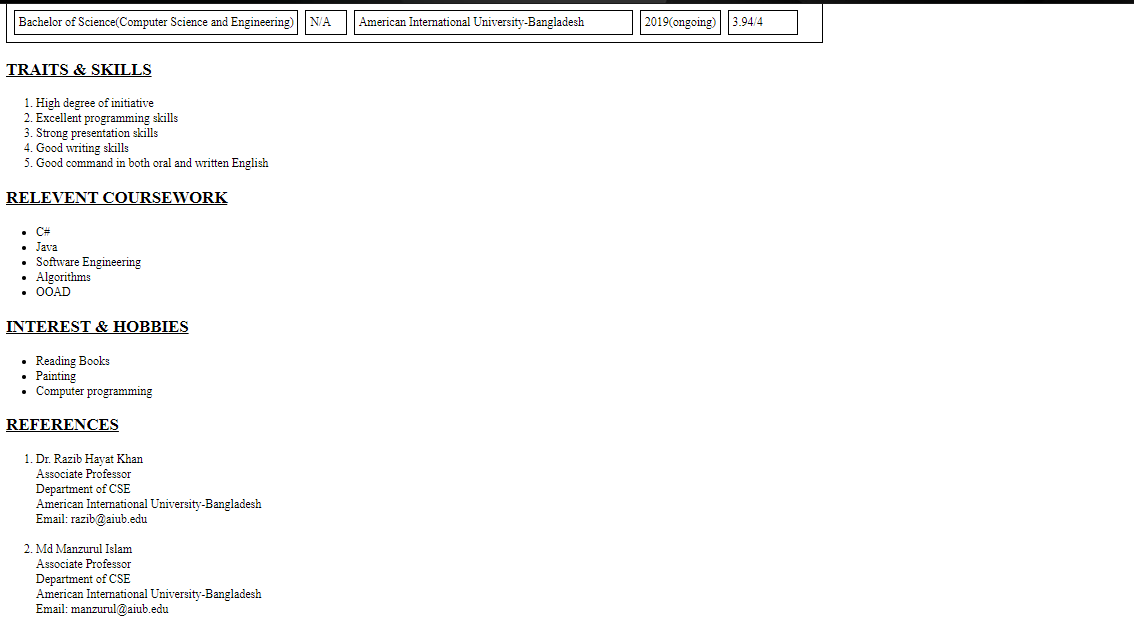 Bachelor of Science(Computer Science and Engineering) N/A American International University-Bangladesh 2019(ongoing) 3.94/4
TRAITS & SKILLS
1. High degree of initiative
2. Excellent programming skills
3. Strong presentation skills
4. Good writing skills
5. Good command in both oral and written English
RELEVENT COURSEWORK
• C#
• Java
• Software Engineering
• Algorithms
• OOAD
INTEREST & HOBBIES
• Reading Books
• Painting
• Computer programming
REFERENCES
1. Dr. Razib Hayat Khan
Associate Professor
Department of CSE
American International University-Bangladesh
Email: razib@aiub.edu
2. Md Manzurul Islam
Associate Professor
Department of CSE
American International University-Bangladesh
Email: manzurul@aiub.edu